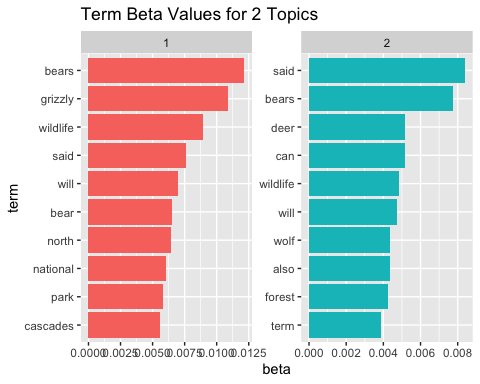 Term Beta Values for 2 Topics
1
2
bears
grizzly
wildlife
said
will
bear
north
national
park
cascades
said
bears
deer
can
wildlife
will
wolf
also
forest
term
term
0.0000 0.0025 0.0050 0.0075 0.0100 0.0125
0.000 0.002 0.004 0.006 0.008
beta